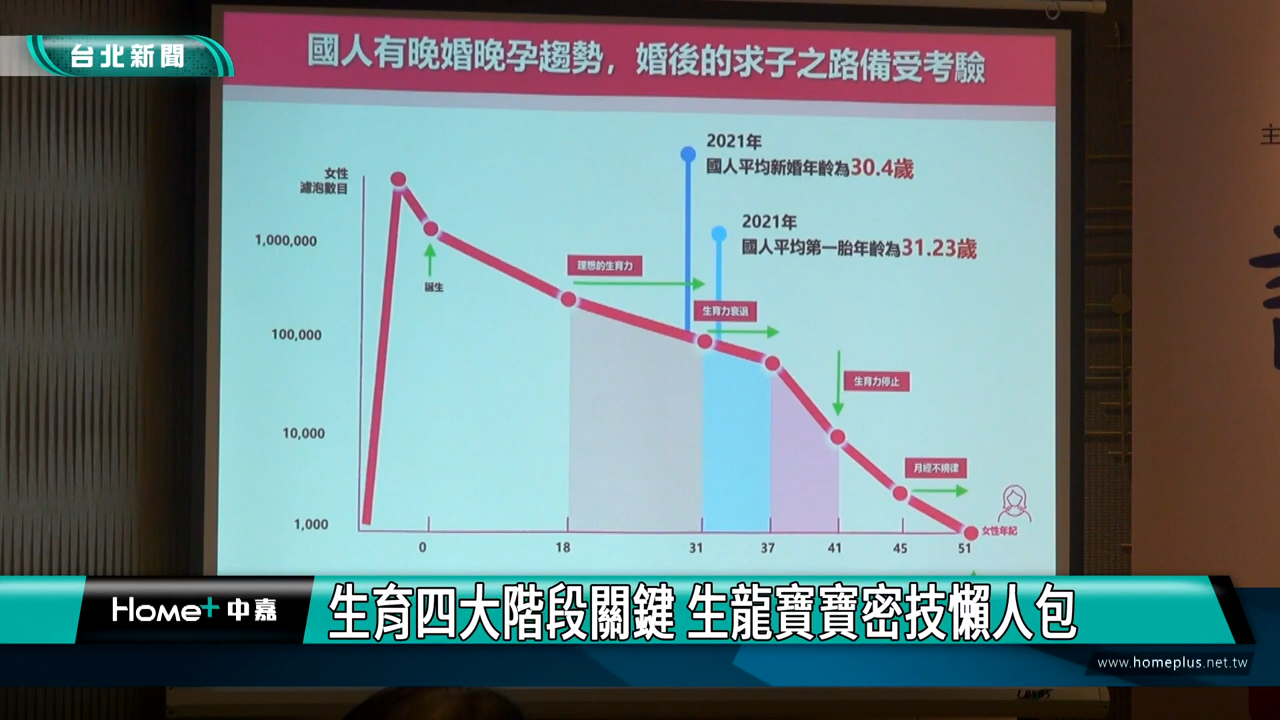 台北新聞
國人有晚婚晚孕趨勢，婚後的求子之路備受考驗
主
2021年
國人平均新婚年齡為30.4歲
女性
濾泡數目
2021年
國人平均第一胎年齡為31.23歲
1,000,000
理想的生育力
誕生
生育力衰退
100,000
生育力停止
10,000
月經不規律
1,000
女性年紀
0 18 31 37 41 45 51
Home+ 中嘉
生育四大階段關鍵 生龍寶寶密技懶人包
www.homeplus.net.tw